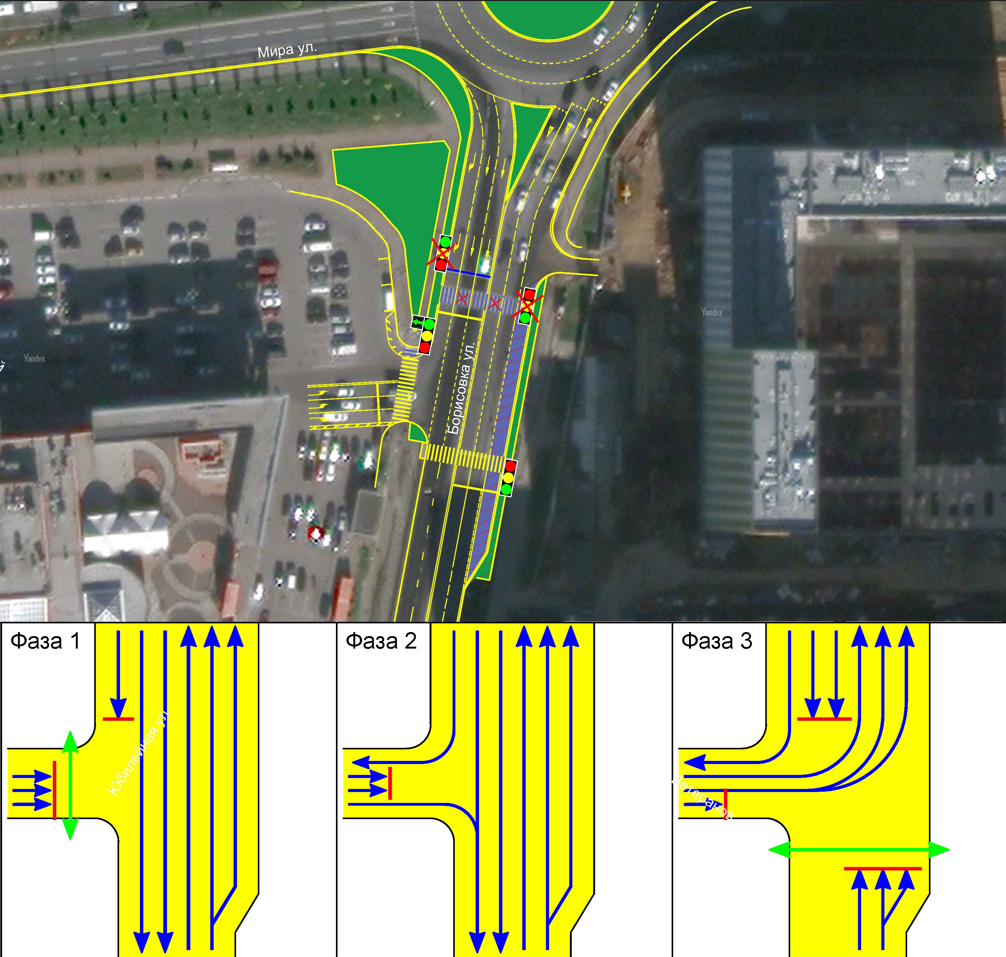 Мира ул.
Yandex
Yandex
Борисовка ул.
Фаза 1
Фаза 2
Фаза 3
Юбилейная ул.